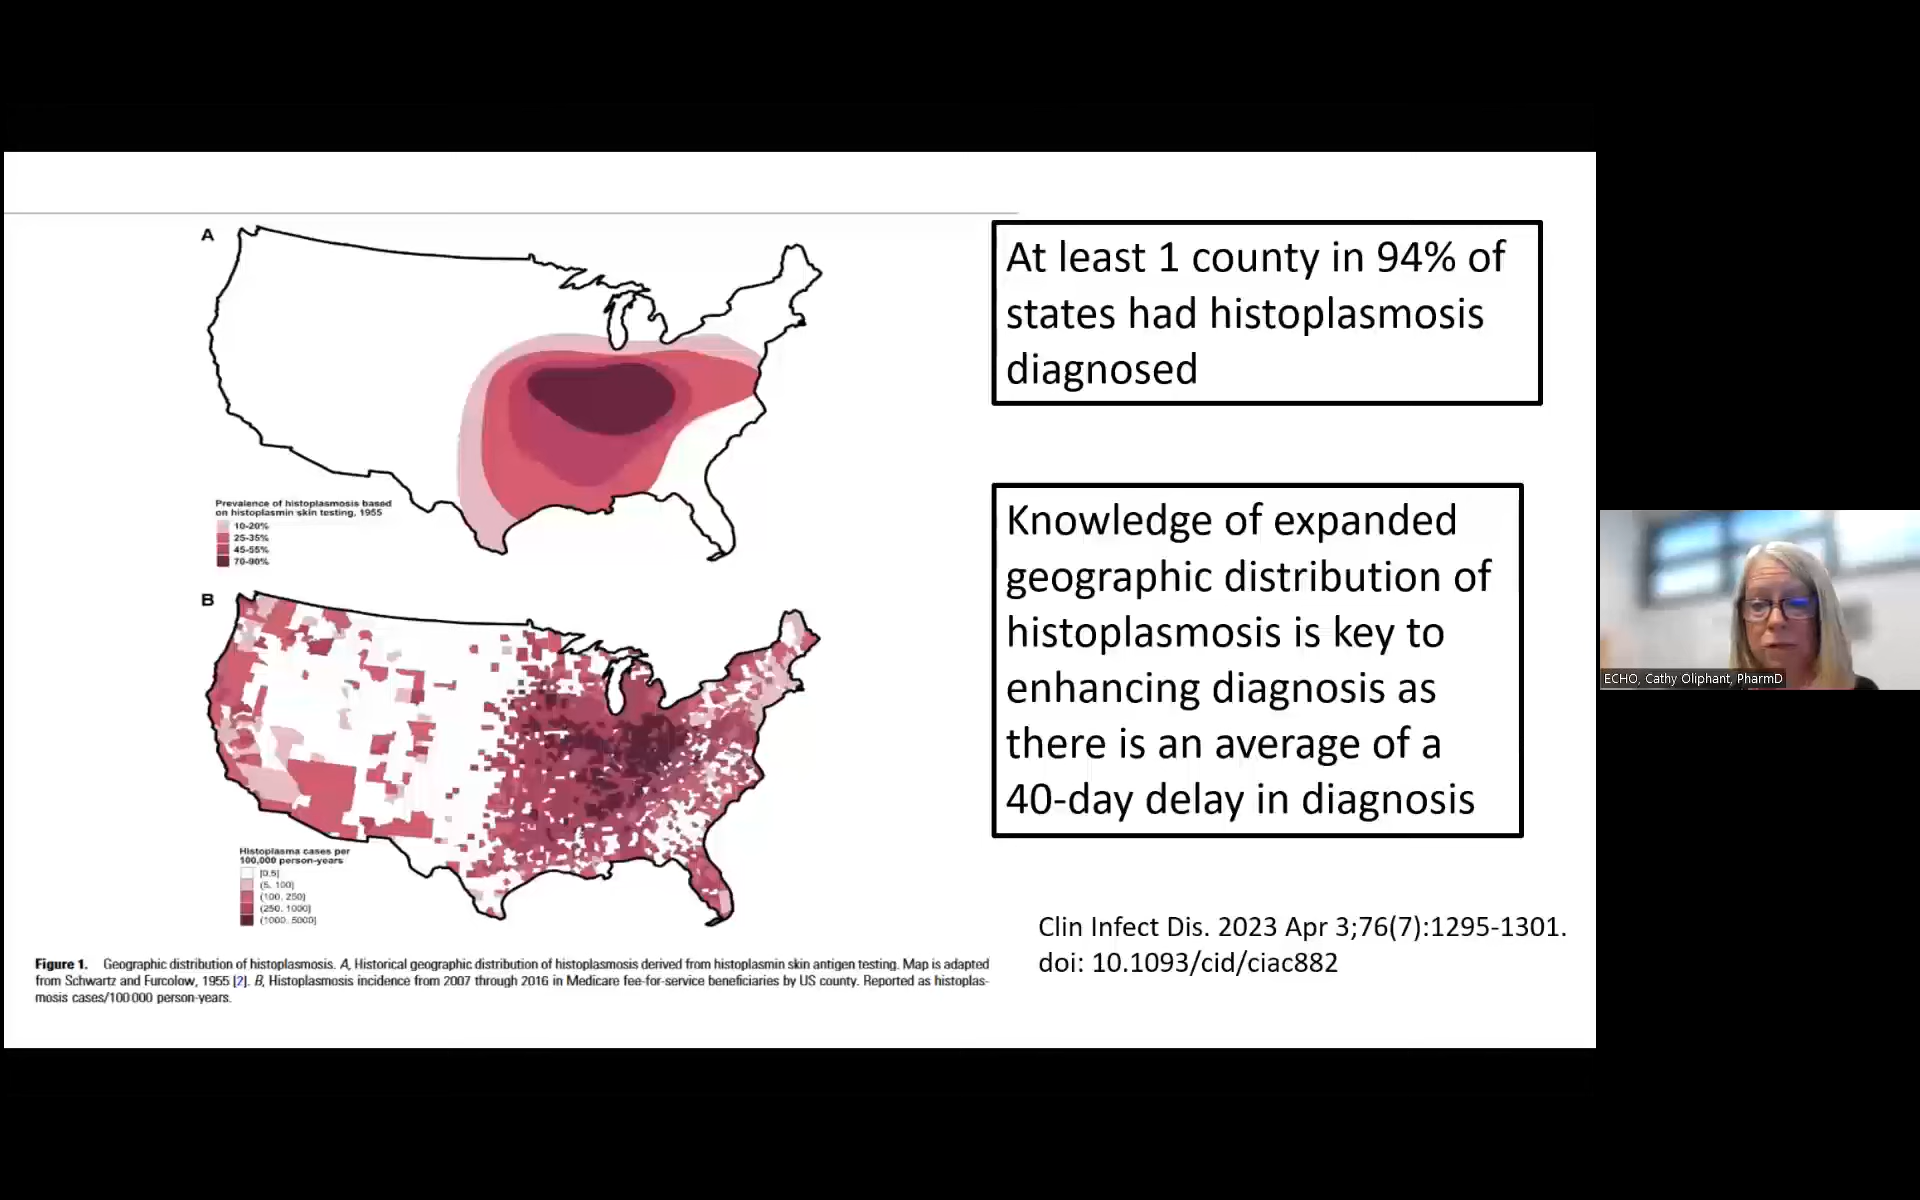 A
Prevalence of histoplasmosis based
on histoplasmin skin testing, 1955
10-20%
25-35%
45-55%
70-90%
B
Histoplasma cases per
100,000 person-years
[0,5]
(5, 100]
(100, 250]
(250, 1000]
(1000, 5000]
Figure 1. Geographic distribution of histoplasmosis. A, Historical geographic distribution of histoplasmosis derived from histoplasmin skin antigen testing. Map is adapted
from Schwartz and Furcolow, 1955 [2]. B, Histoplasmosis incidence from 2007 through 2016 in Medicare fee-for-service beneficiaries by US county. Reported as histoplas-
mosis cases/100 000 person-years.
At least 1 county in 94% of
states had histoplasmosis
diagnosed
Knowledge of expanded
geographic distribution of
histoplasmosis is key to
enhancing diagnosis as
there is an average of a
40-day delay in diagnosis
Clin Infect Dis. 2023 Apr 3;76(7):1295-1301.
doi: 10.1093/cid/ciac882
ECHO, Cathy Oliphant, PharmD